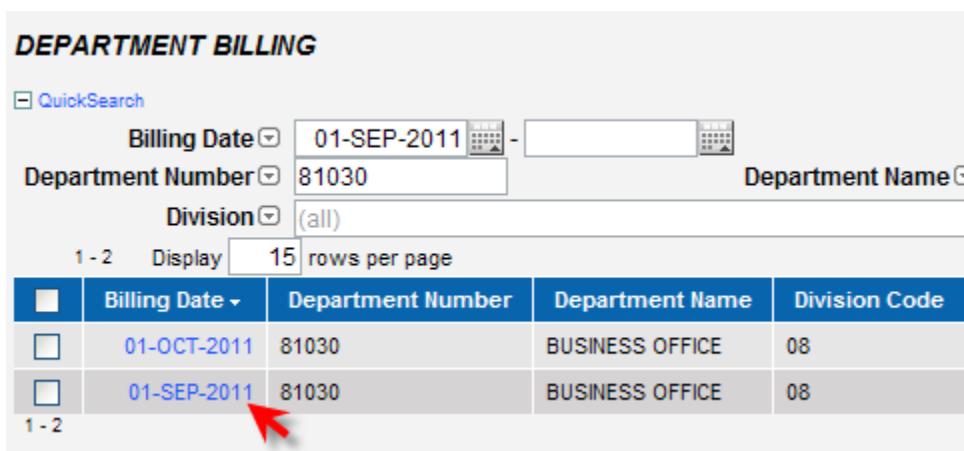 DEPARTMENT BILLING
QuickSearch
Billing Date 01-SEP-2011 -
Department Number 81030 Department Name
Division (all)
1 - 2 Display 15 rows per page
Billing Date Department Number Department Name Division Code
01-OCT-2011 81030 BUSINESS OFFICE 08
01-SEP-2011 81030 BUSINESS OFFICE 08
1 - 2